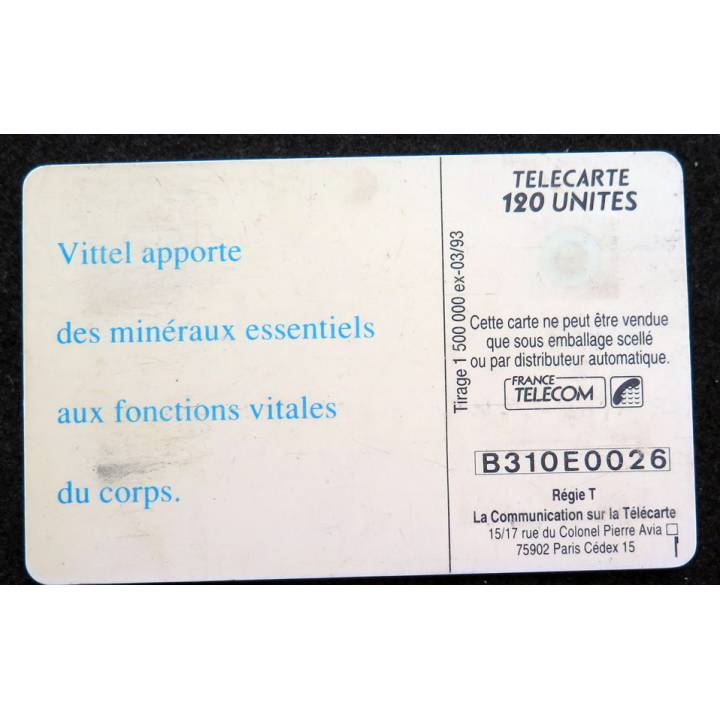 Vittel apporte
des minéraux essentiels
aux fonctions vitales
du corps.
Tirage 1 500 000 ex-03/93
TELECARTE
120 UNITES
Cette carte ne peut être vendue
que sous emballage scellé
ou par distributeur automatique.
FRANCE
TELECOM
B310E0026
Régie T
La Communication sur la Télécarte
15/17 rue du Colonel Pierre Avia
75902 Paris Cédex 15